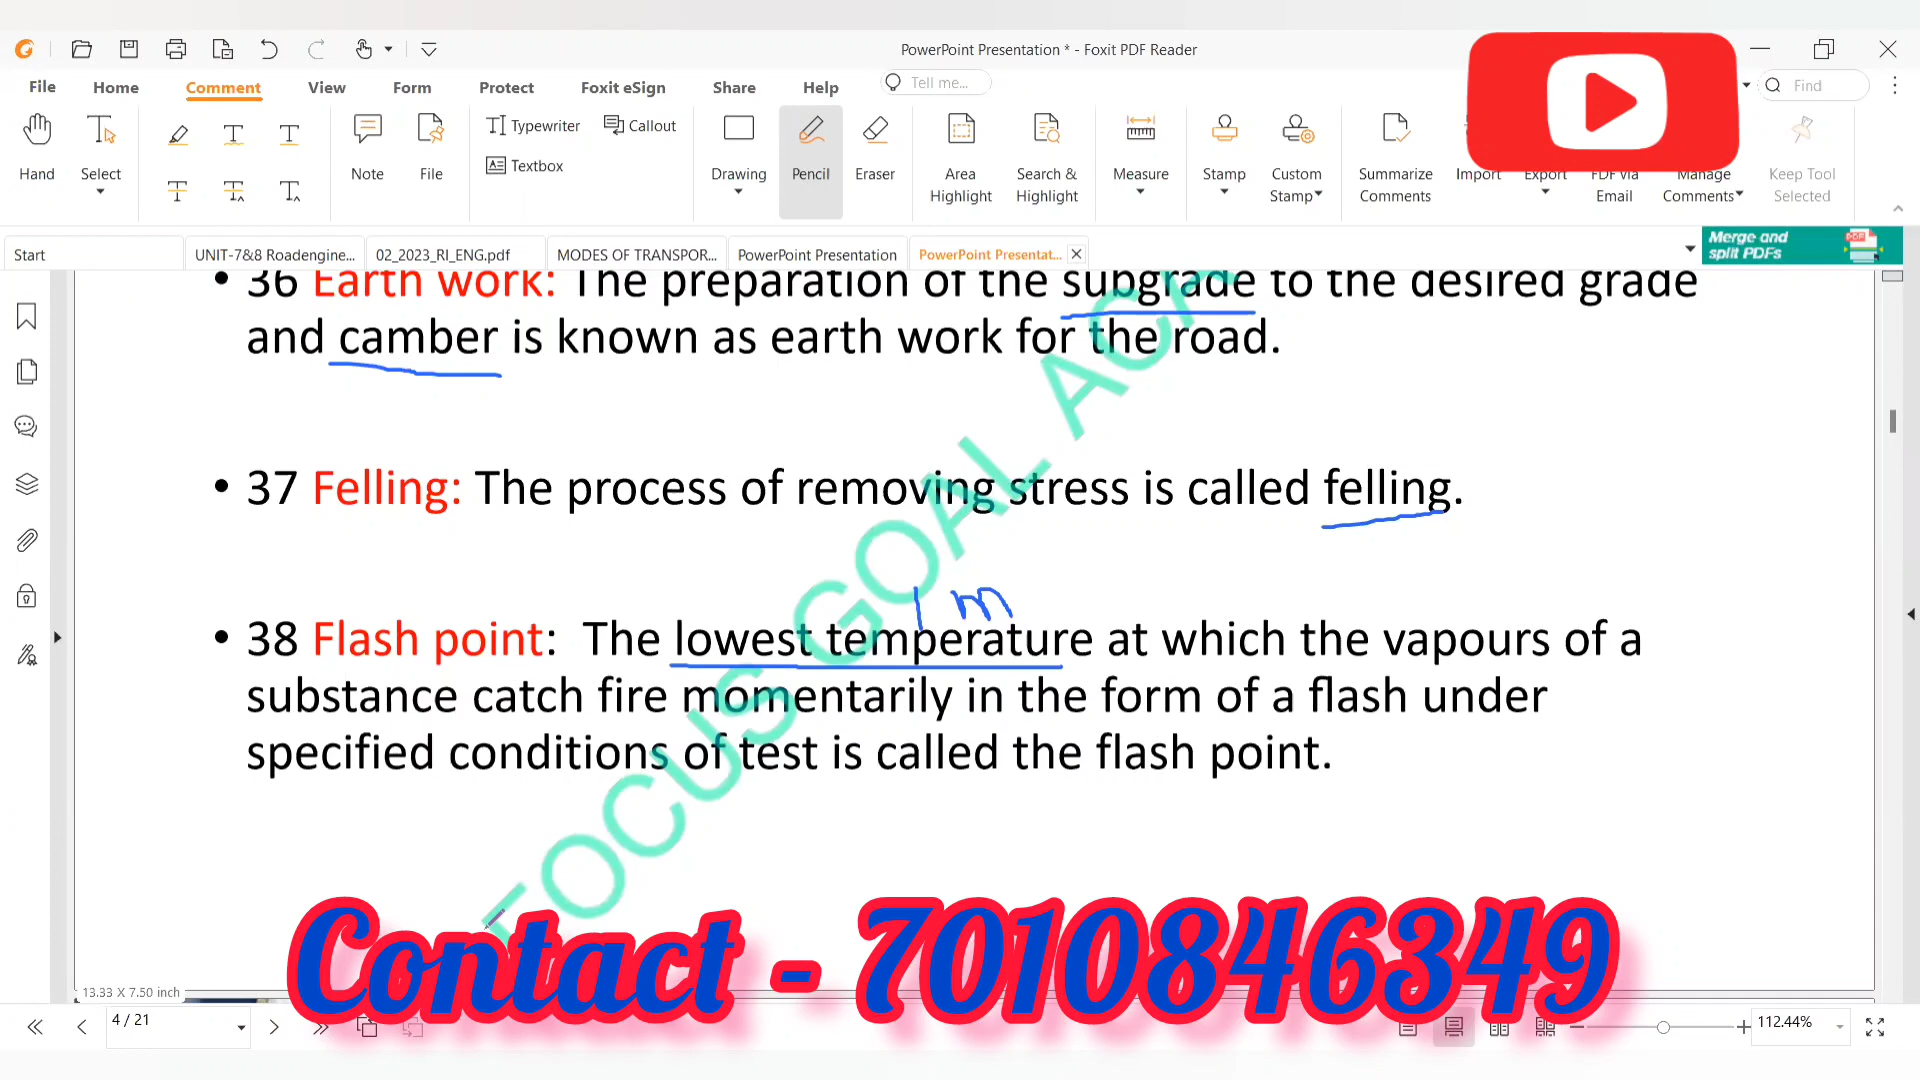 PowerPoint Presentation * - Foxit PDF Reader
File Home Comment View Form Protect Foxit eSign Share Help Tell me... Find
Hand Select Note File Typewriter Callout Textbox Drawing Pencil Eraser Area Highlight Search & Highlight Measure Stamp Custom Stamp Summarize Comments Import Export PDF via Email Manage Comments Keep Tool Selected
Start UNIT-7&8 Roadengine... 02_2023_RI_ENG.pdf MODES OF TRANSPOR... PowerPoint Presentation PowerPoint Presentat... Merge and split PDFs
• 36 Earth work: The preparation of the subgrade to the desired grade
and camber is known as earth work for the road.
• 37 Felling: The process of removing stress is called felling.
1 m
• 38 Flash point: The lowest temperature at which the vapours of a
substance catch fire momentarily in the form of a flash under
specified conditions of test is called the flash point.
FOCUS GOAL ACA
Contact - 7010846349
13.33 X 7.50 inch
4 / 21
112.44%